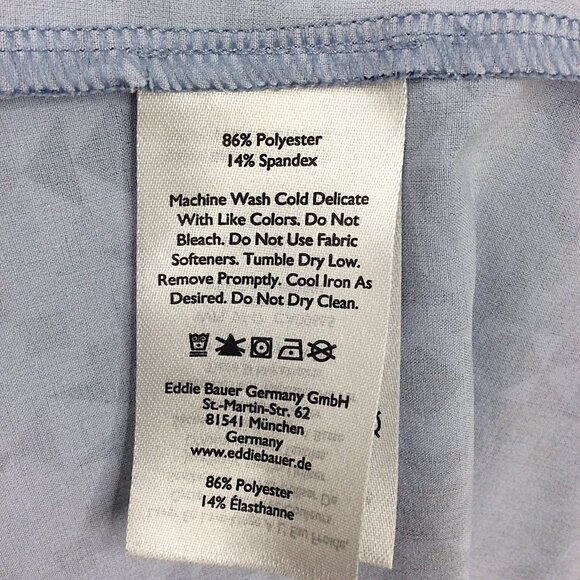 86% Polyester
14% Spandex
Machine Wash Cold Delicate
With Like Colors. Do Not
Bleach. Do Not Use Fabric
Softeners. Tumble Dry Low.
Remove Promptly. Cool Iron As
Desired. Do Not Dry Clean.
Eddie Bauer Germany GmbH
St.-Martin-Str. 62
81541 München
Germany
www.eddiebauer.de
86% Polyester
14% Élasthanne